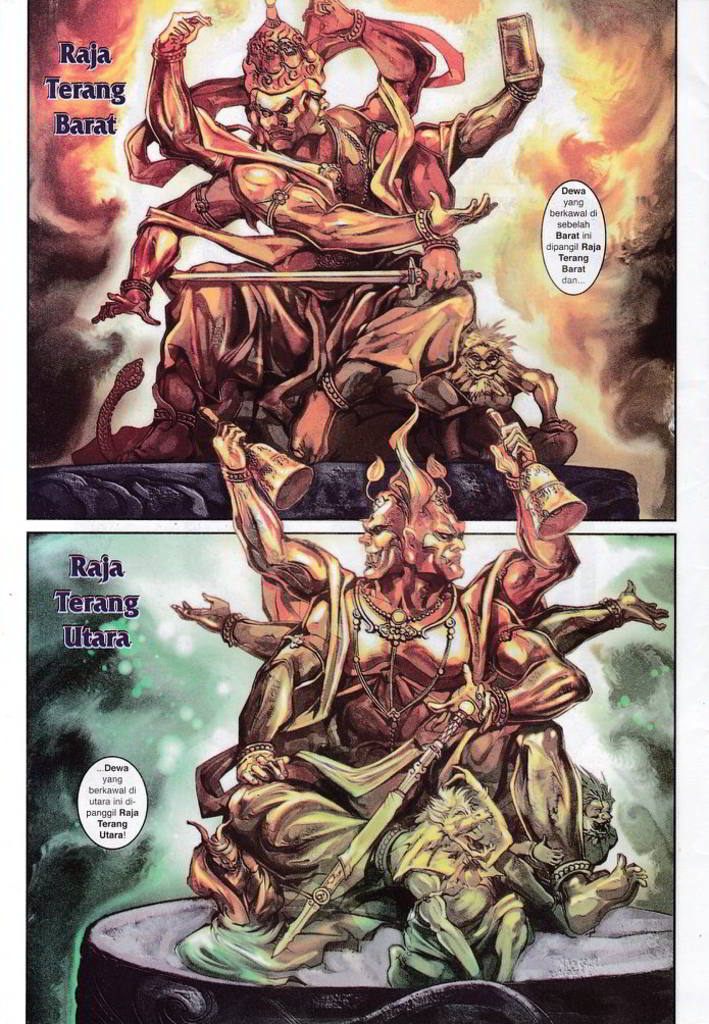 Raja
Terang
Barat
Dewa
yang
berkawal di
sebelah
Barat ini
dipangil Raja
Terang
Barat
dan...
Raja
Terang
Utara
...Dewa
yang
berkawal di
utara ini di-
panggil Raja
Terang
Utara!